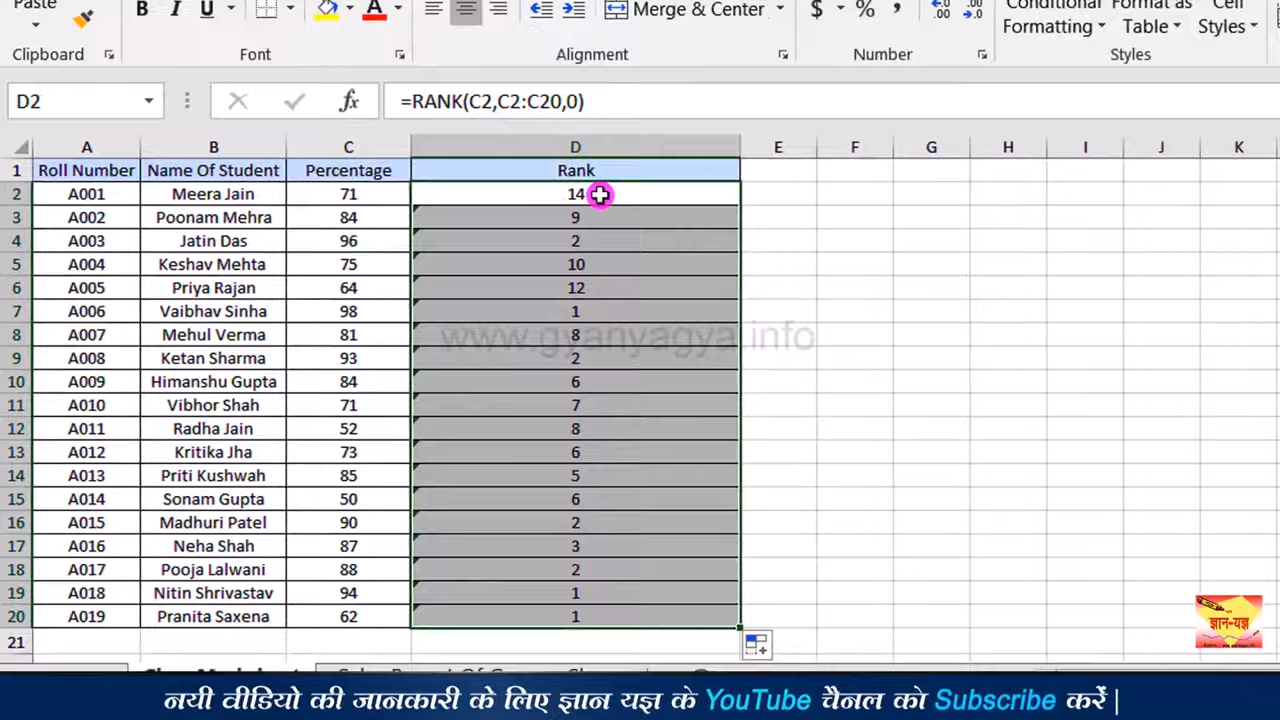 Paste B I U A Merge & Center $ % , Conditional Format as Cell
Formatting Table Styles
Clipboard Font Alignment Number Styles
D2 fx =RANK(C2,C2:C20,0)
A B C D E F G H I J K
1 Roll Number Name Of Student Percentage Rank
2 A001 Meera Jain 71 14
3 A002 Poonam Mehra 84 9
4 A003 Jatin Das 96 2
5 A004 Keshav Mehta 75 10
6 A005 Priya Rajan 64 12
7 A006 Vaibhav Sinha 98 1
8 A007 Mehul Verma 81 8
www.gyanyagya.info
9 A008 Ketan Sharma 93 2
10 A009 Himanshu Gupta 84 6
11 A010 Vibhor Shah 71 7
12 A011 Radha Jain 52 8
13 A012 Kritika Jha 73 6
14 A013 Priti Kushwah 85 5
15 A014 Sonam Gupta 50 6
16 A015 Madhuri Patel 90 2
17 A016 Neha Shah 87 3
18 A017 Pooja Lalwani 88 2
19 A018 Nitin Shrivastav 94 1
20 A019 Pranita Saxena 62 1
21
ज्ञान-यज्ञ
नयी वीडियो की जानकारी के लिए ज्ञान यज्ञ के YouTube चैनल को Subscribe करें |